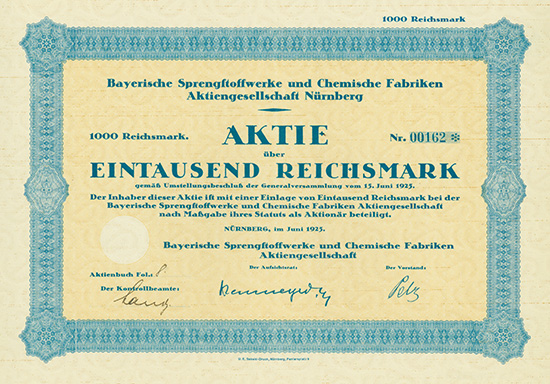 1000 Reichsmark
Bayerische Sprengstoffwerke und Chemische Fabriken
Aktiengesellschaft Nürnberg
1000 Reichsmark. AKTIE Nr. 00162 *
über
EINTAUSEND REICHSMARK
gemäß Umstellungsbeschluß der Generalversammlung vom 15. Juni 1925.
Der Inhaber dieser Aktie ist mit einer Einlage von Eintausend Reichsmark bei der
Bayerische Sprengstoffwerke und Chemische Fabriken Aktiengesellschaft
nach Maßgabe ihres Statuts als Aktionär beteiligt.
NÜRNBERG, im Juni 1925.
Bayerische Sprengstoffwerke und Chemische Fabriken
Aktiengesellschaft
Aktienbuch Fol.: 8 Der Aufsichtsrat: Der Vorstand:
Der Kontrollbeamte:
Lang Pelz